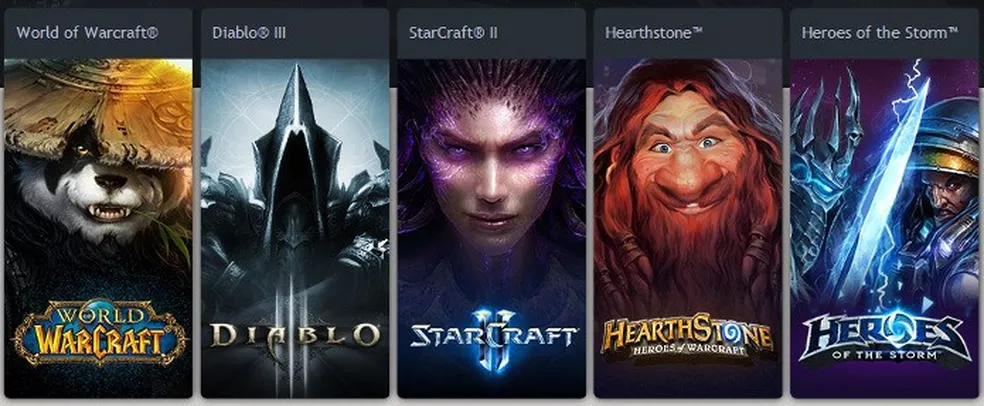 World of Warcraft®
Diablo® III
StarCraft® II
Hearthstone™
Heroes of the Storm™
WORLD
OF
WARCRAFT
DIABLO
III
STARCRAFT
II
HEARTHSTONE
HEROES of WARCRAFT
HEROES
OF THE STORM